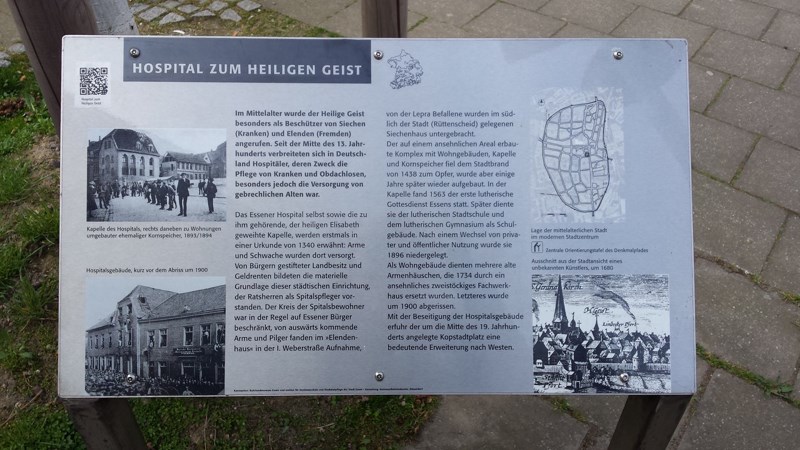 HOSPITAL ZUM HEILIGEN GEIST
Im Mittelalter wurde der Heilige Geist
besonders als Beschützer von Siechen
(Kranken) und Elenden (Fremden)
angerufen. Seit der Mitte des 13. Jahr-
hunderts verbreiteten sich in Deutsch-
land Hospitäler, deren Zweck die
Pflege von Kranken und Obdachlosen,
besonders jedoch die Versorgung von
gebrechlichen Alten war.
Das Essener Hospital selbst sowie die zu
ihm gehörende, der heiligen Elisabeth
geweihte Kapelle, werden erstmals in
einer Urkunde von 1340 erwähnt: Arme
und Schwache wurden dort versorgt.
Von Bürgern gestifteter Landbesitz und
Geldrenten bildeten die materielle
Grundlage dieser städtischen Einrichtung,
der Ratsherren als Spitalspfleger vor-
standen. Der Kreis der Spitalsbewohner
war in der Regel auf Essener Bürger
beschränkt, von auswärts kommende
Arme und Pilger fanden im »Elenden-
haus« in der I. Weberstraße Aufnahme,
von der Lepra Befallene wurden im süd-
lich der Stadt (Rüttenscheid) gelegenen
Siechenhaus untergebracht.
Der auf einem ansehnlichen Areal erbau-
te Komplex mit Wohngebäuden, Kapelle
und Kornspeicher fiel dem Stadtbrand
von 1438 zum Opfer, wurde aber einige
Jahre später wieder aufgebaut. In der
Kapelle fand 1563 der erste lutherische
Gottesdienst Essens statt. Später diente
sie der lutherischen Stadtschule und
dem lutherischen Gymnasium als Schul-
gebäude. Nach einem Wechsel von priva-
ter und öffentlicher Nutzung wurde sie
1896 niedergelegt.
Als Wohngebäude dienten mehrere alte
Armenhäuschen, die 1734 durch ein
ansehnliches zweistöckiges Fachwerk-
haus ersetzt wurden. Letzteres wurde
um 1900 abgerissen.
Mit der Beseitigung der Hospitalsgebäude
erfuhr der um die Mitte des 19. Jahrhun-
derts angelegte Kopstadtplatz eine
bedeutende Erweiterung nach Westen.
Kapelle des Hospitals, rechts daneben zu Wohnungen
umgebauter ehemaliger Kornspeicher, 1893/1894
Hospitalsgebäude, kurz vor dem Abriss um 1900
Lage der mittelalterlichen Stadt
im modernen Stadtzentrum
Zentrale Orientierungstafel des Denkmalpfades
Ausschnitt aus der Stadtansicht eines
unbekannten Künstlers, um 1680